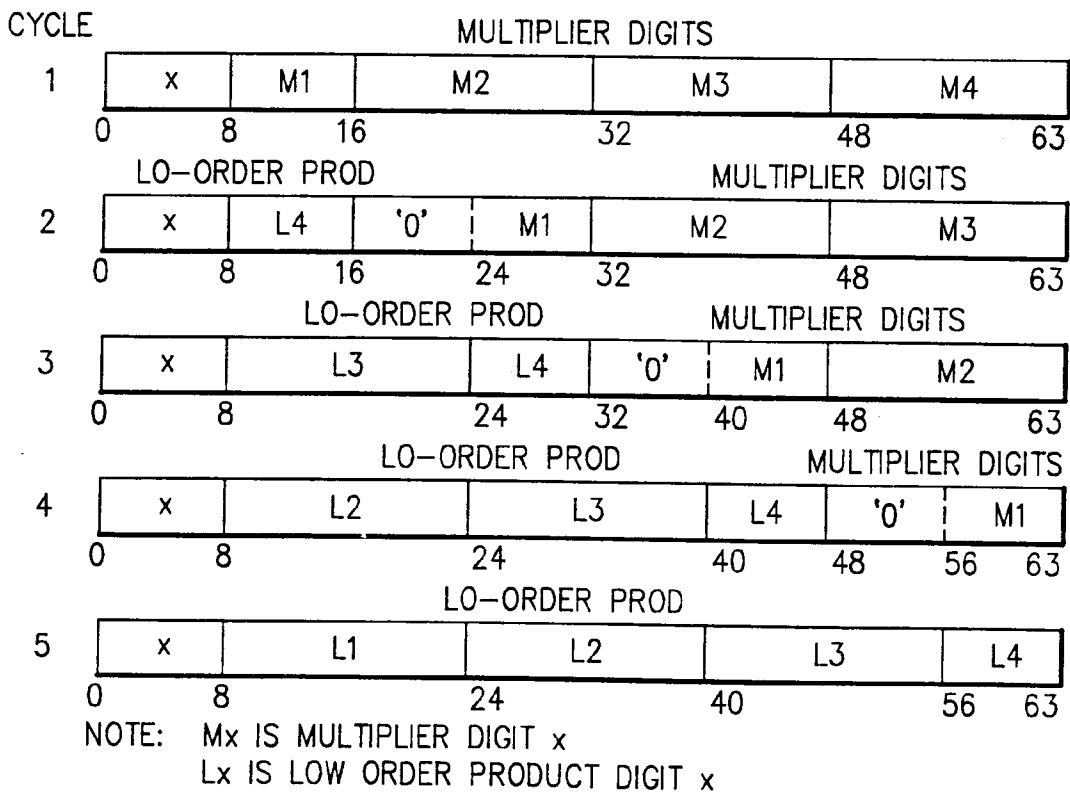 CYCLE MULTIPLIER DIGITS
1 x M1 M2 M3 M4
0 8 16 32 48 63
LO-ORDER PROD MULTIPLIER DIGITS
2 x L4 '0' M1 M2 M3
0 8 16 24 32 48 63
LO-ORDER PROD MULTIPLIER DIGITS
3 x L3 L4 '0' M1 M2
0 8 24 32 40 48 63
LO-ORDER PROD MULTIPLIER DIGITS
4 x L2 L3 L4 '0' M1
0 8 24 40 48 56 63
LO-ORDER PROD
5 x L1 L2 L3 L4
0 8 24 40 56 63
NOTE: Mx IS MULTIPLIER DIGIT x
Lx IS LOW ORDER PRODUCT DIGIT x